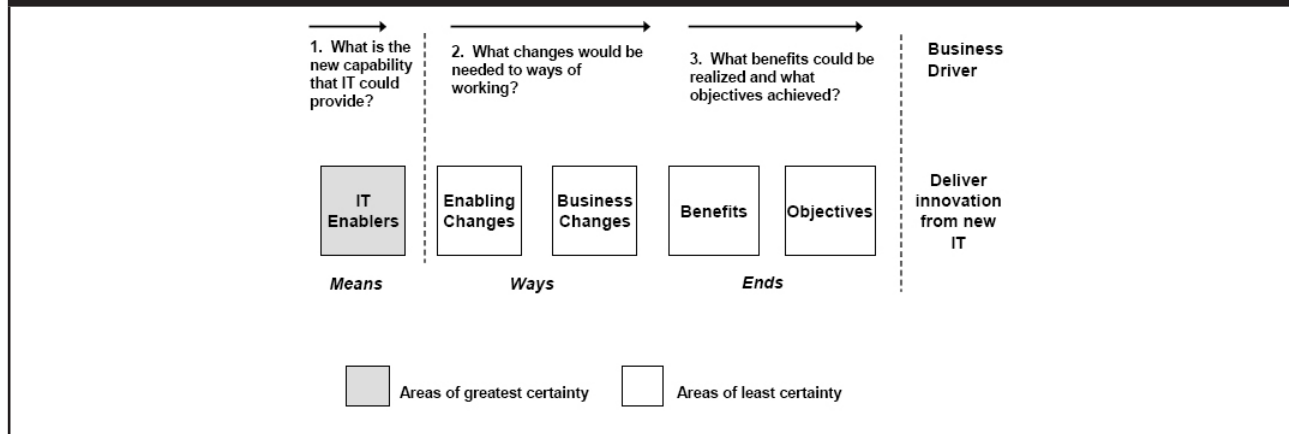 1. What is the
new capability
that IT could
provide?
2. What changes would be
needed to ways of
working?
3. What benefits could be
realized and what
objectives achieved?
Business
Driver
IT
Enablers
Enabling
Changes
Business
Changes
Benefits
Objectives
Deliver
innovation
from new
IT
Means
Ways
Ends
Areas of greatest certainty
Areas of least certainty